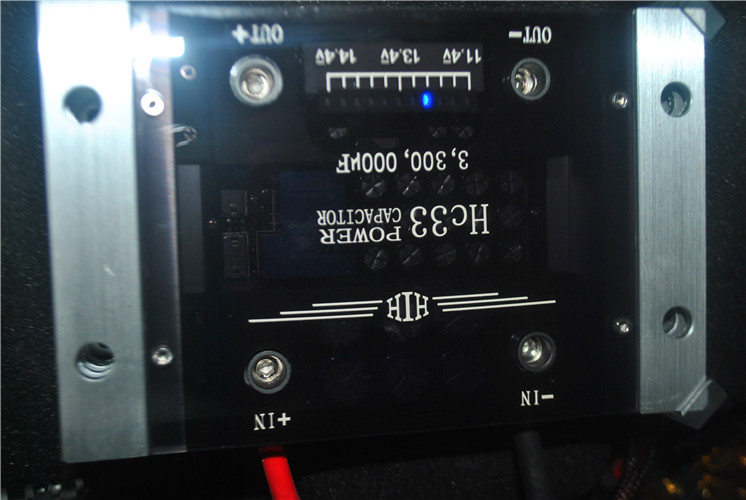 −IN +IN
HIH
Hc33 POWER
CAPACITOR
3,300,000μF
11.4V 13.4V 14.4V
OUT− OUT+